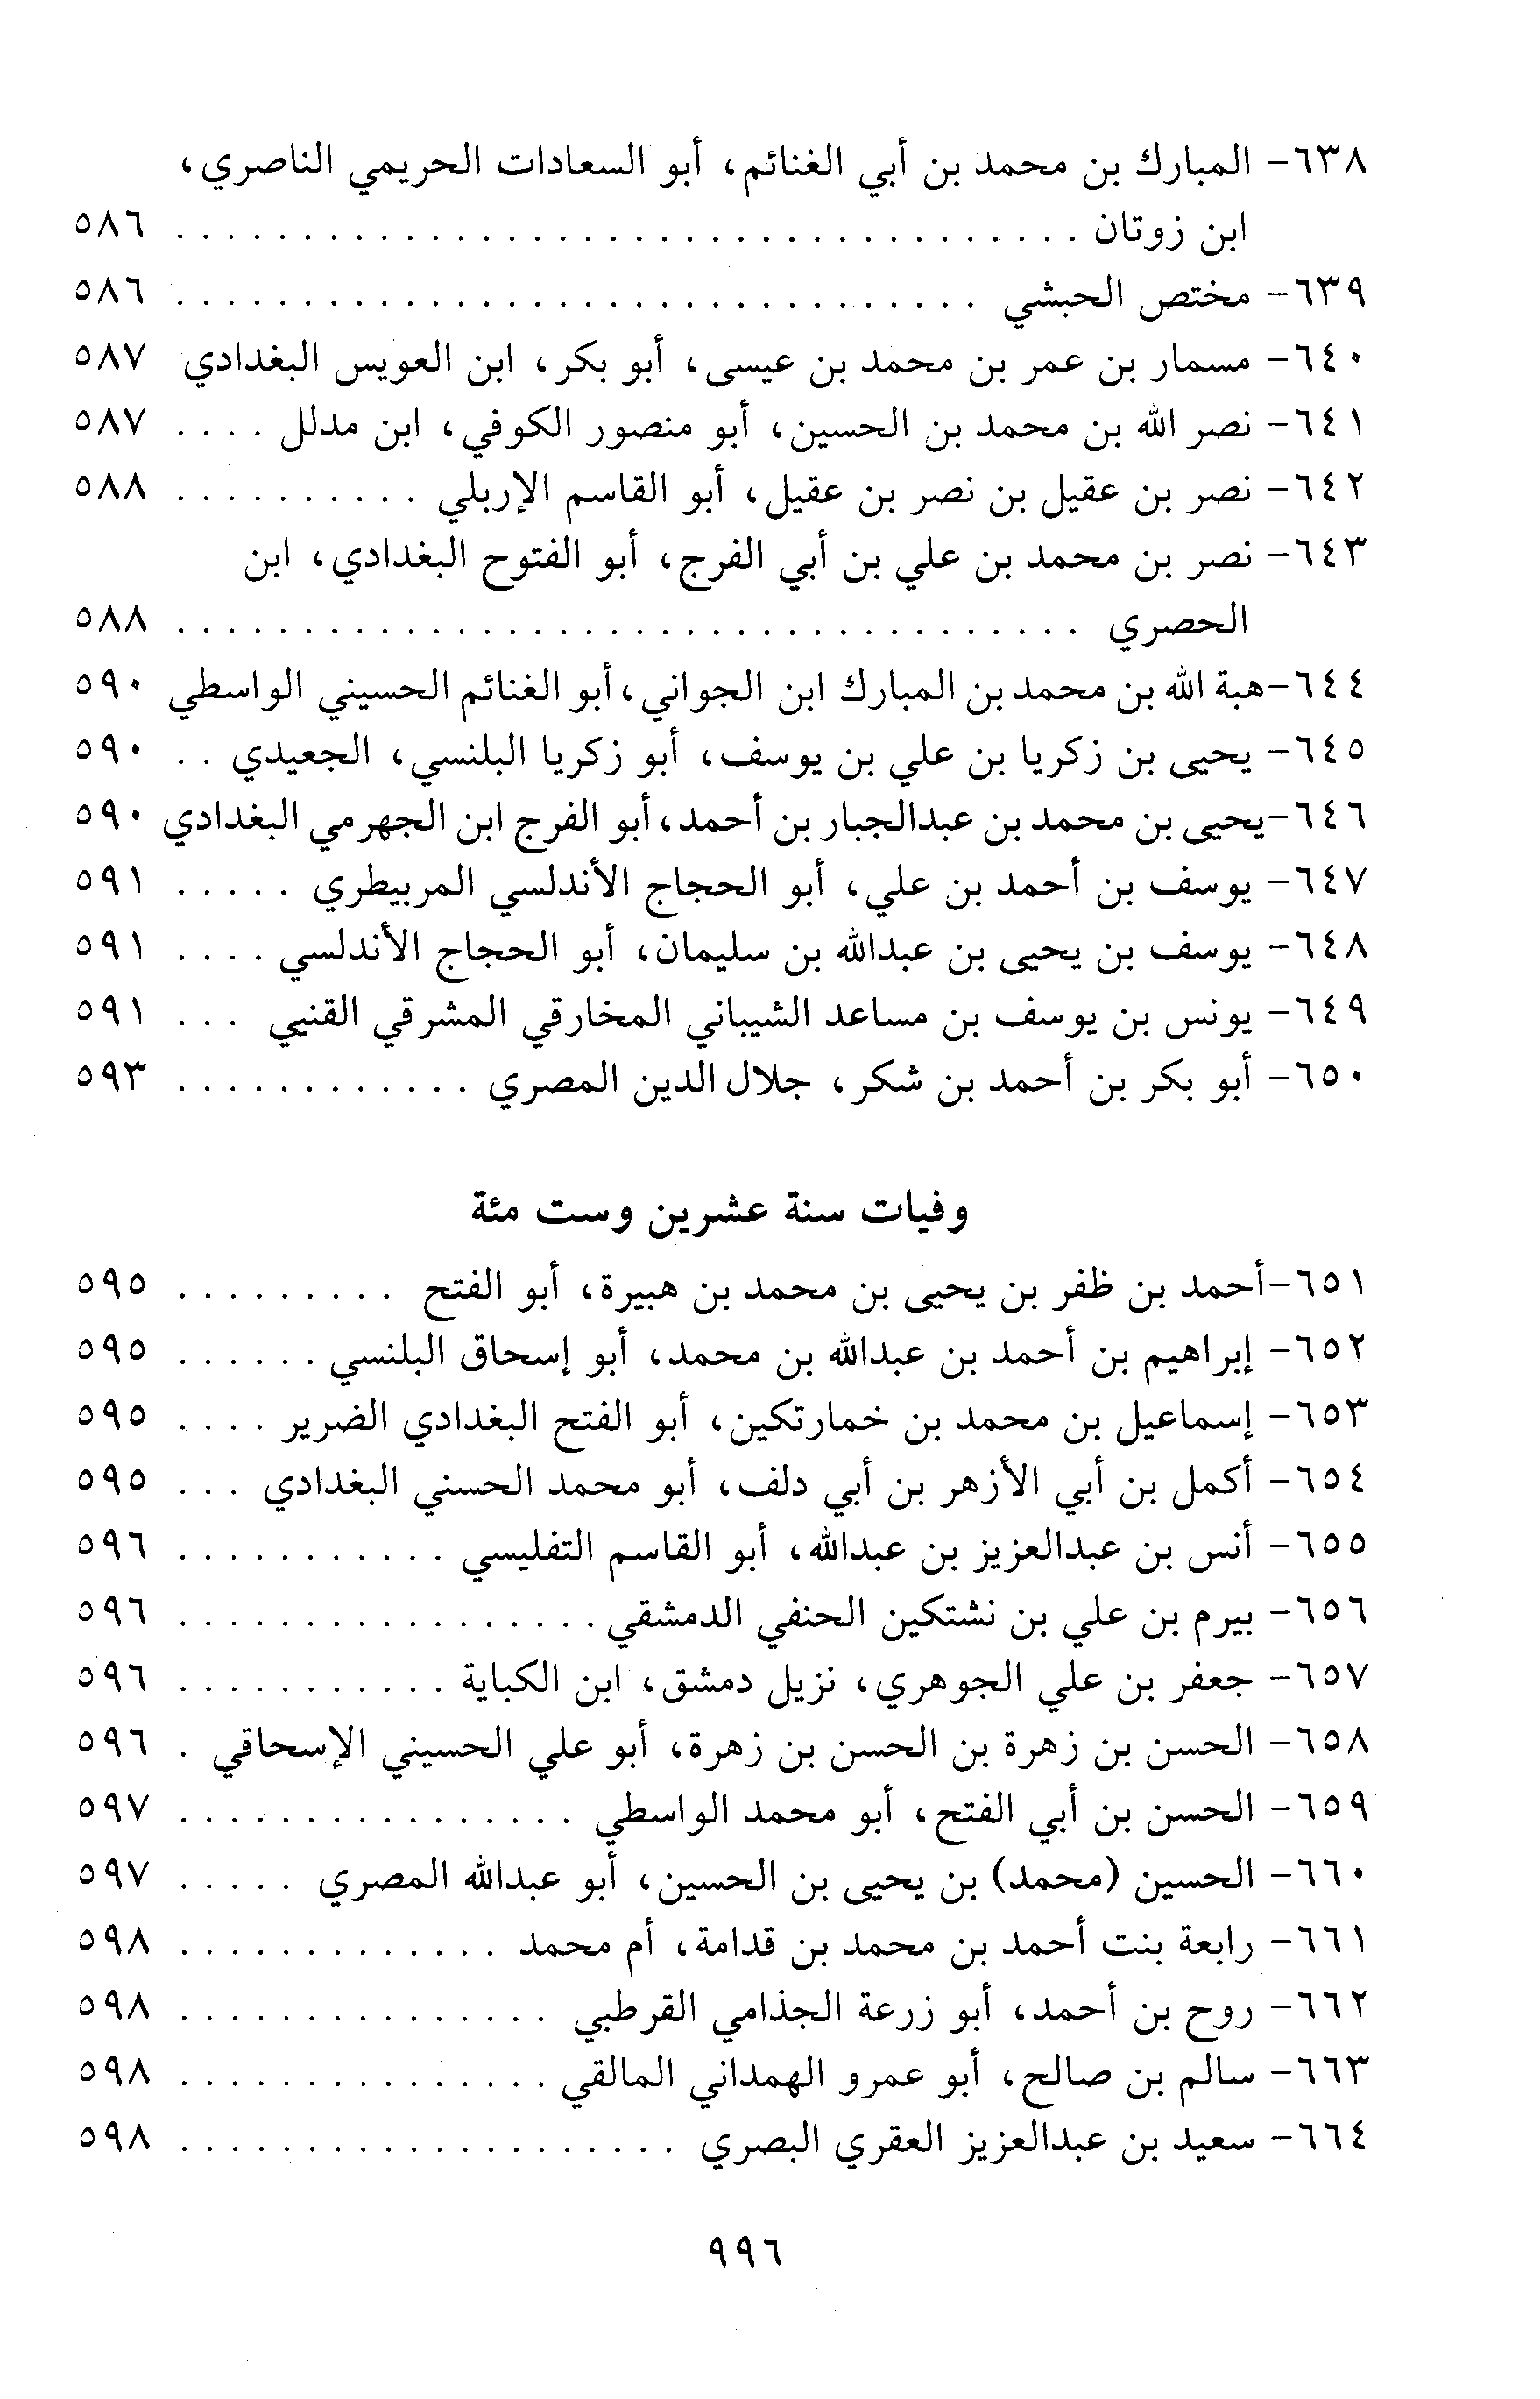 ٦٣٨- المبارك بن محمد بن أبي الغنائم، أبو السعادات الحريمي الناصري،
ابن زوتان . . . . . . . . . . . . . . . . . . . . . . . . . . . . . . . . . . . . ٥٨٦
٦٣٩- مختص الحبشي . . . . . . . . . . . . . . . . . . . . . . . . . . . . . . . . ٥٨٦
٦٤٠- مسمار بن عمر بن محمد بن عيسى، أبو بكر، ابن العويس البغدادي ٥٨٧
٦٤١- نصر الله بن محمد بن الحسين، أبو منصور الكوفي، ابن مدلل . . . . ٥٨٧
٦٤٢- نصر بن عقيل بن نصر بن عقيل، أبو القاسم الإربلي . . . . . . . . . . ٥٨٨
٦٤٣- نصر بن محمد بن علي بن أبي الفرج، أبو الفتوح البغدادي، ابن
الحصري . . . . . . . . . . . . . . . . . . . . . . . . . . . . . . . . . . . . ٥٨٨
٦٤٤-هبة الله بن محمد بن المبارك ابن الجواني،أبو الغنائم الحسيني الواسطي ٥٩٠
٦٤٥- يحيى بن زكريا بن علي بن يوسف، أبو زكريا البلنسي، الجعيدي . . ٥٩٠
٦٤٦-يحيى بن محمد بن عبدالجبار بن أحمد،أبو الفرج ابن الجهرمي البغدادي ٥٩٠
٦٤٧- يوسف بن أحمد بن علي، أبو الحجاج الأندلسي المربيطري . . . . . ٥٩١
٦٤٨- يوسف بن يحيى بن عبدالله بن سليمان، أبو الحجاج الأندلسي . . . . ٥٩١
٦٤٩- يونس بن يوسف بن مساعد الشيباني المخارقي المشرقي القنيي . . . ٥٩١
٦٥٠- أبو بكر بن أحمد بن شكر، جلال الدين المصري . . . . . . . . . . . . ٥٩٣
وفيات سنة عشرين وست مئة
٦٥١-أحمد بن ظفر بن يحيى بن محمد بن هبيرة، أبو الفتح . . . . . . . . . ٥٩٥
٦٥٢- إبراهيم بن أحمد بن عبدالله بن محمد، أبو إسحاق البلنسي . . . . . . ٥٩٥
٦٥٣- إسماعيل بن محمد بن خمارتكين، أبو الفتح البغدادي الضرير . . . . ٥٩٥
٦٥٤- أكمل بن أبي الأزهر بن أبي دلف، أبو محمد الحسني البغدادي . . . ٥٩٥
٦٥٥- أنس بن عبدالعزيز بن عبدالله، أبو القاسم التفليسي . . . . . . . . . . . ٥٩٦
٦٥٦- بيرم بن علي بن نشتكين الحنفي الدمشقي . . . . . . . . . . . . . . . . . ٥٩٦
٦٥٧- جعفر بن علي الجوهري، نزيل دمشق، ابن الكباية . . . . . . . . . . . ٥٩٦
٦٥٨- الحسن بن زهرة بن الحسن بن زهرة، أبو علي الحسيني الإسحاقي . ٥٩٦
٦٥٩- الحسن بن أبي الفتح، أبو محمد الواسطي . . . . . . . . . . . . . . . . ٥٩٧
٦٦٠- الحسين (محمد) بن يحيى بن الحسين، أبو عبدالله المصري . . . . . ٥٩٧
٦٦١- رابعة بنت أحمد بن محمد بن قدامة، أم محمد . . . . . . . . . . . . . ٥٩٨
٦٦٢- روح بن أحمد، أبو زرعة الجذامي القرطبي . . . . . . . . . . . . . . . ٥٩٨
٦٦٣- سالم بن صالح، أبو عمرو الهمداني المالقي . . . . . . . . . . . . . . . ٥٩٨
٦٦٤- سعيد بن عبدالعزيز العقري البصري . . . . . . . . . . . . . . . . . . . . ٥٩٨
٩٩٦